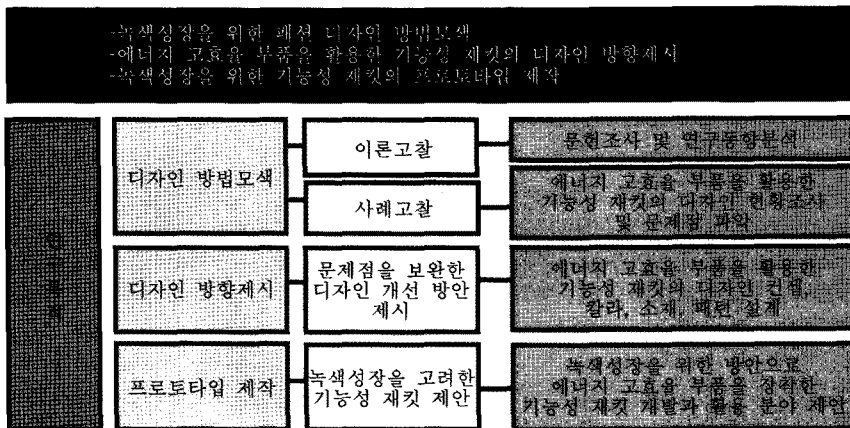 -녹색성장을 위한 패션 디자인 방법모색
-에너지 고효율 부품을 활용한 기능성 재킷의 디자인 방향제시
-녹색성장을 위한 기능성 재킷의 프로토타입 제작
디자인 방법모색
이론고찰
문헌조사 및 연구동향분석
사례고찰
에너지 고효율 부품을 활용한
기능성 재킷의 디자인 현황조사
및 문제점 파악
디자인 방향제시
문제점을 보완한
디자인 개선 방안
제시
에너지 고효율 부품을 활용한
기능성 재킷의 디자인 컨셉,
칼라, 소재, 패턴 설계
프로토타입 제작
녹색성장을 고려한
기능성 재킷 제안
녹색성장을 위한 방안으로
에너지 고효율 부품을 장착한
기능성 재킷 개발과 활용 분야 제안